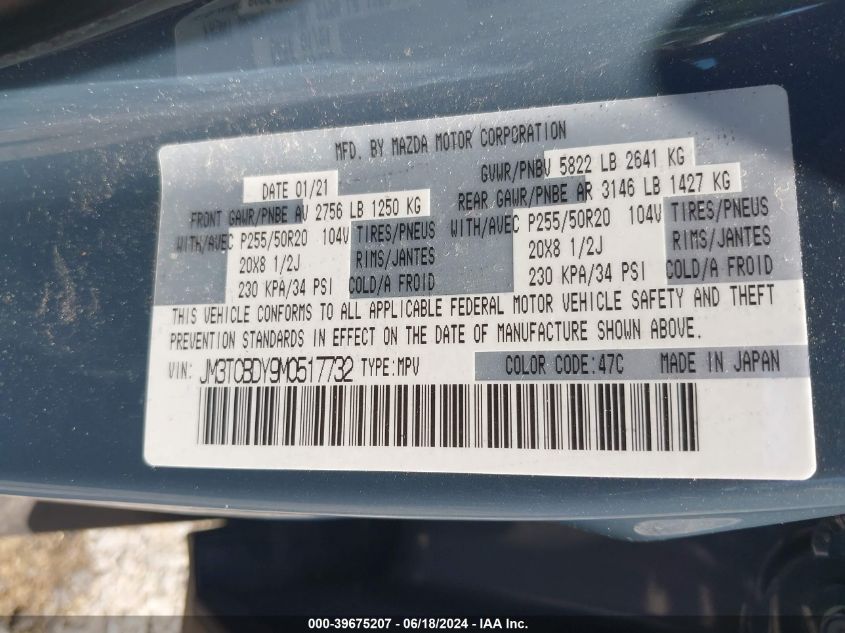 MFD. BY MAZDA MOTOR CORPORATION
DATE 01/21 GVWR/PNBV 5822 LB 2641 KG
FRONT GAWR/PNBE AV 2756 LB 1250 KG REAR GAWR/PNBE AR 3146 LB 1427 KG
WITH/AVEC P255/50R20 104V TIRES/PNEUS WITH/AVEC P255/50R20 104V TIRES/PNEUS
20X8 1/2J RIMS/JANTES 20X8 1/2J RIMS/JANTES
230 KPA/34 PSI COLD/A FROID 230 KPA/34 PSI COLD/A FROID
THIS VEHICLE CONFORMS TO ALL APPLICABLE FEDERAL MOTOR VEHICLE SAFETY AND THEFT
PREVENTION STANDARDS IN EFFECT ON THE DATE OF MANUFACTURE SHOWN ABOVE.
VIN: JM3TCBDY9M0517732 TYPE:MPV COLOR CODE:47C MADE IN JAPAN
000-39675207 - 06/18/2024 - IAA Inc.